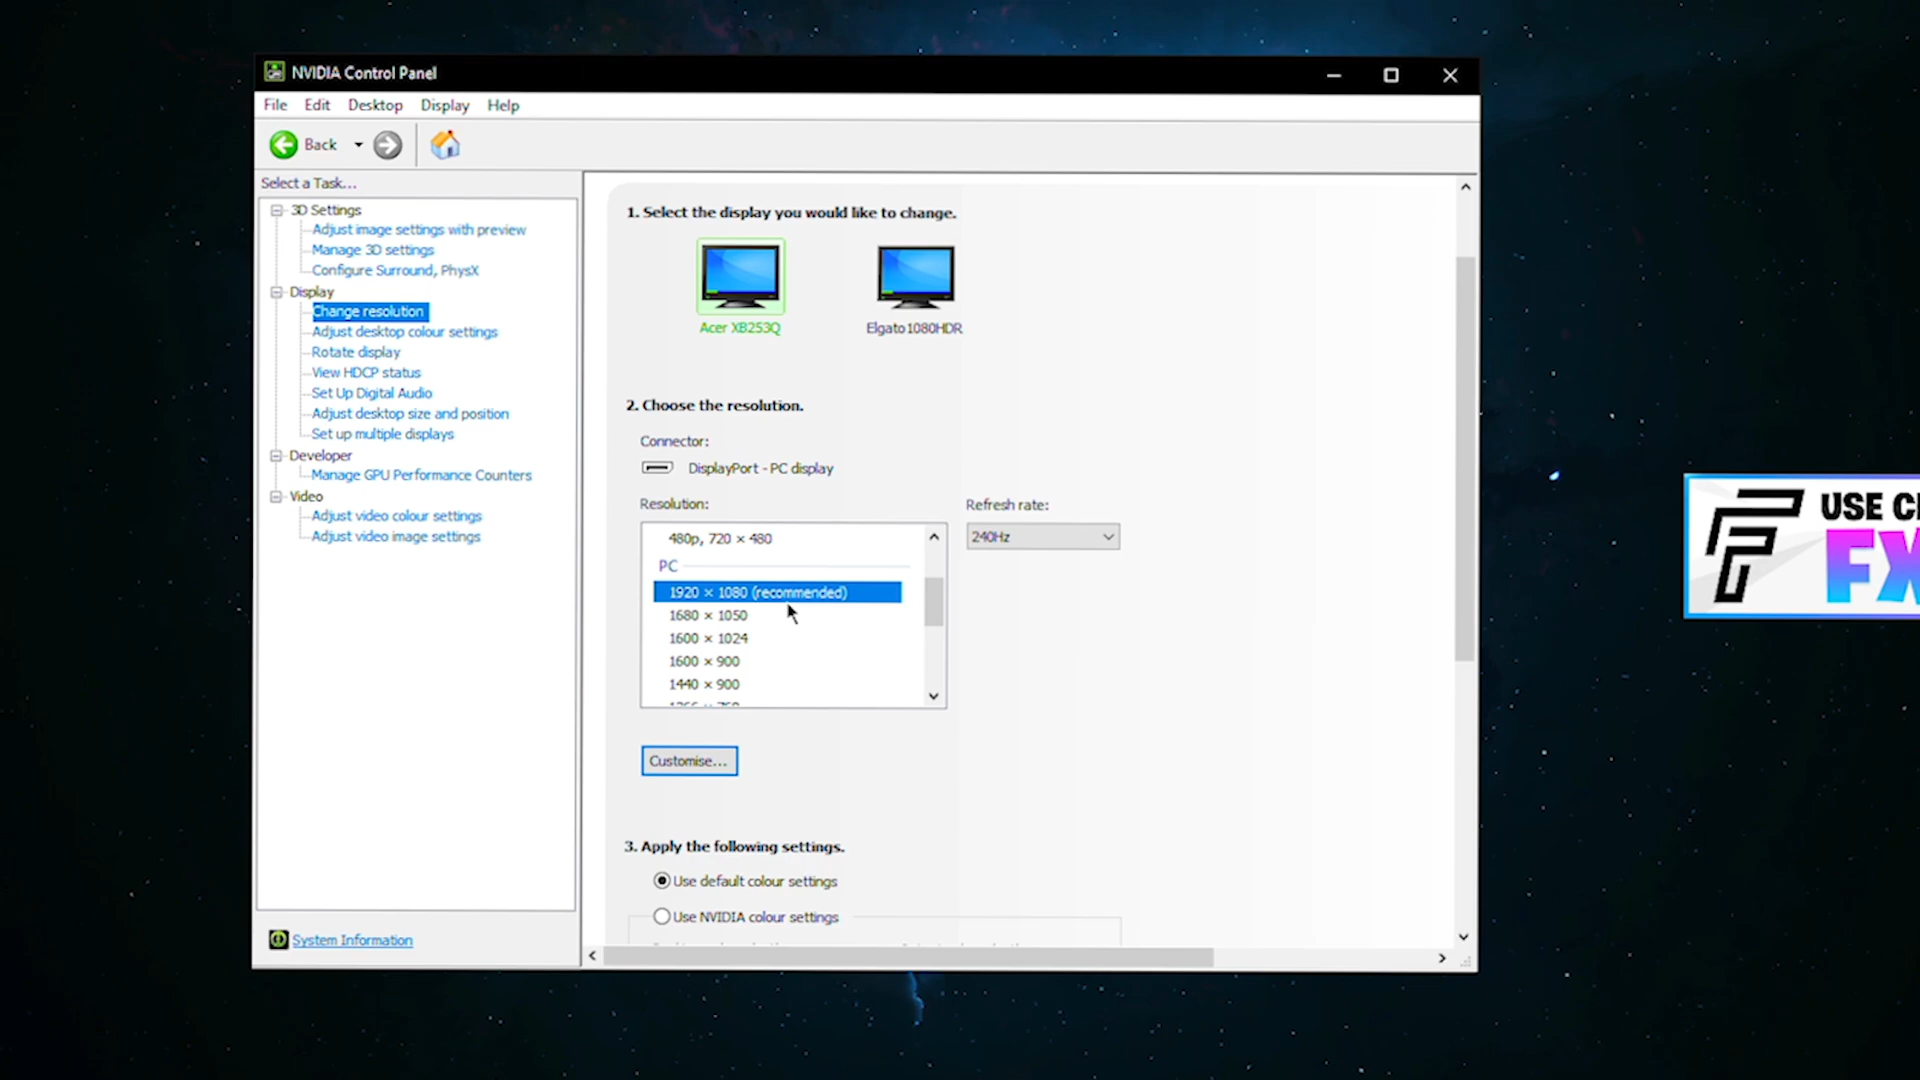 NVIDIA Control Panel
File Edit Desktop Display Help
Back
Select a Task...
3D Settings
Adjust image settings with preview
Manage 3D settings
Configure Surround, PhysX
Display
Change resolution
Adjust desktop colour settings
Rotate display
View HDCP status
Set Up Digital Audio
Adjust desktop size and position
Set up multiple displays
Developer
Manage GPU Performance Counters
Video
Adjust video colour settings
Adjust video image settings
System Information
1. Select the display you would like to change.
Acer XB253Q
Elgato1080HDR
2. Choose the resolution.
Connector:
DisplayPort - PC display
Resolution:
Refresh rate:
480p, 720 × 480
240Hz
PC
1920 × 1080 (recommended)
1680 × 1050
1600 × 1024
1600 × 900
1440 × 900
Customise...
3. Apply the following settings.
Use default colour settings
Use NVIDIA colour settings
USE
FX